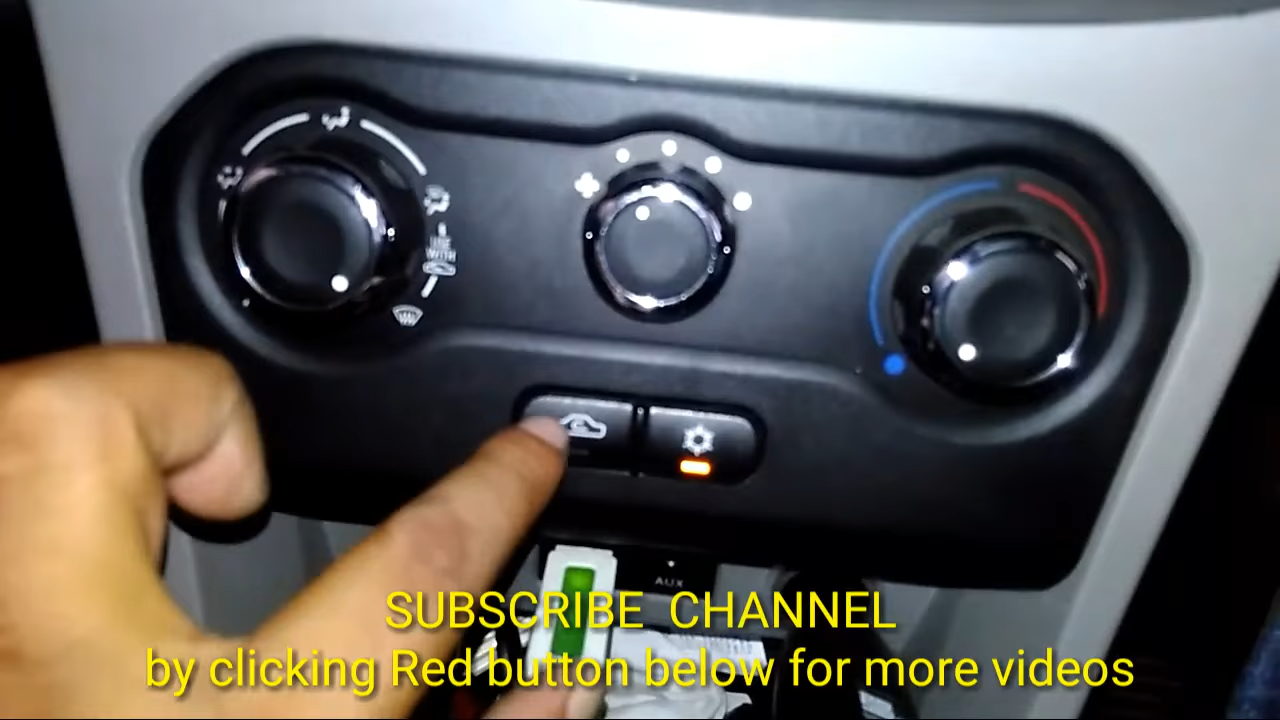 USE
WITH
AUX
SUBSCRIBE CHANNEL
by clicking Red button below for more videos